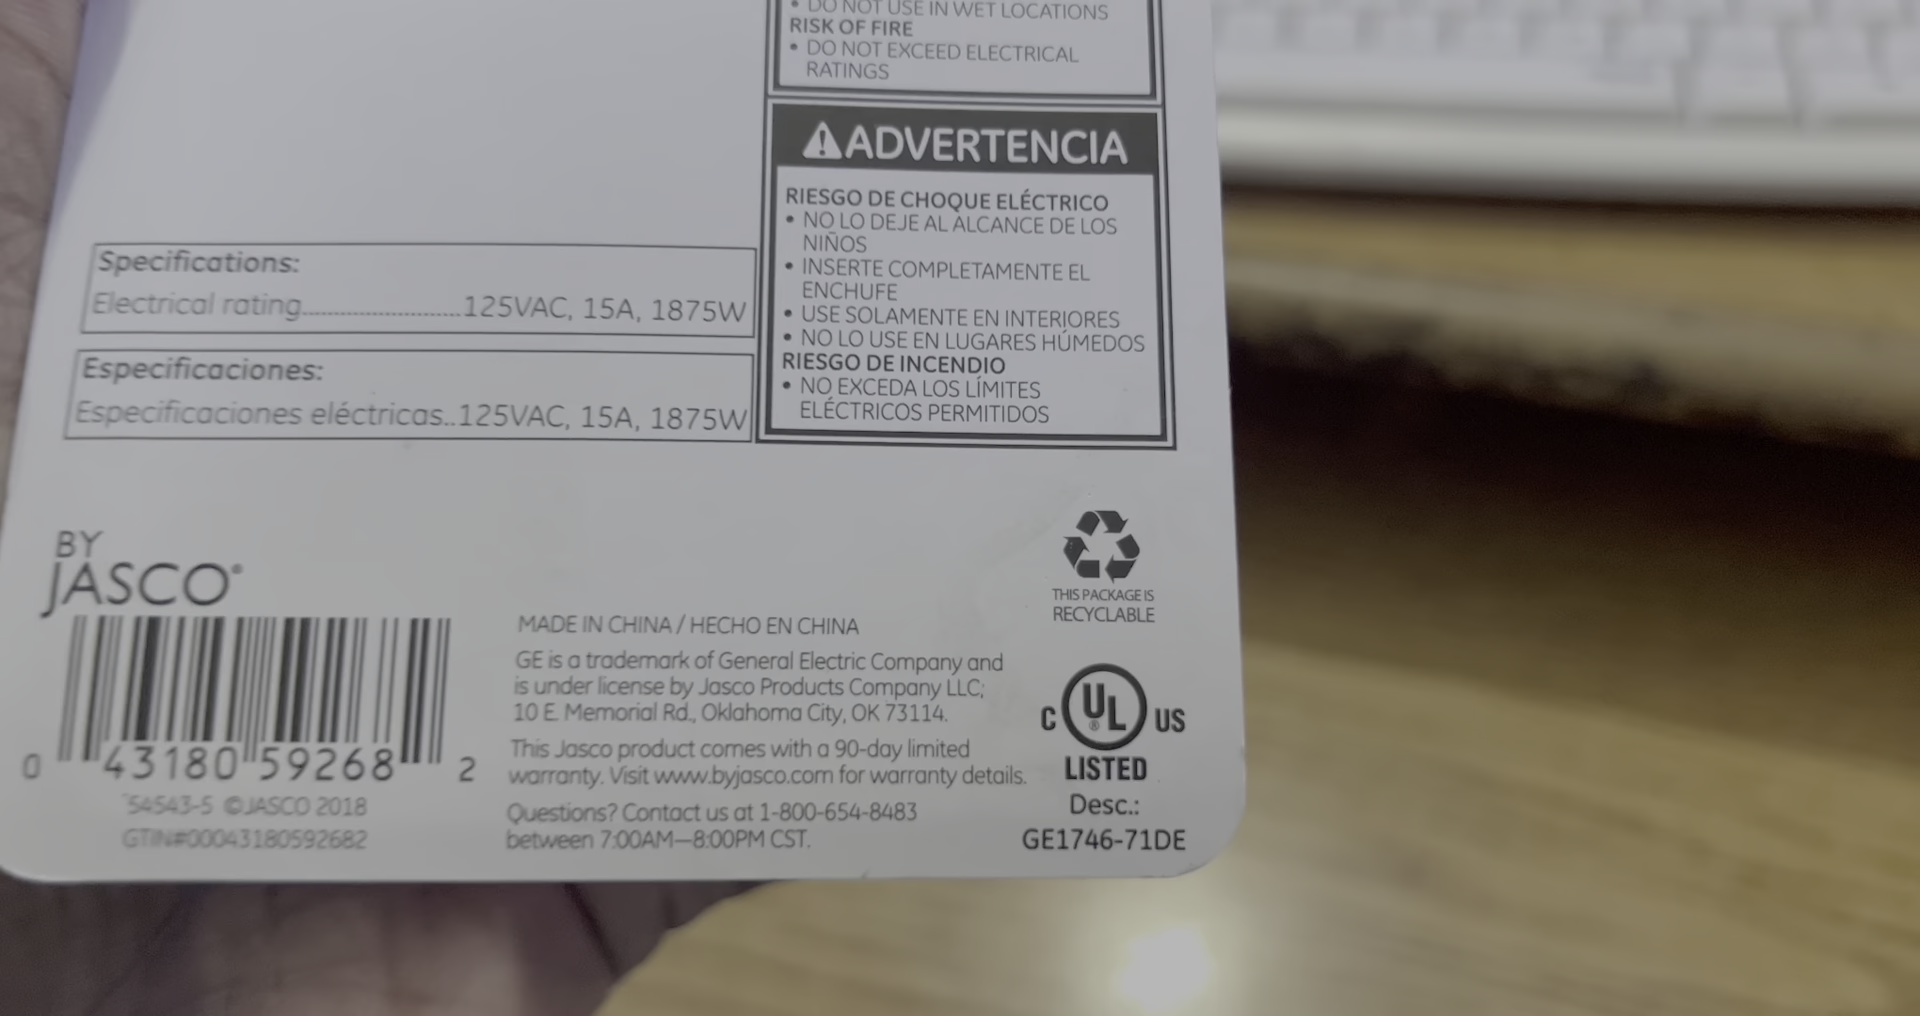 • DO NOT USE IN WET LOCATIONS
RISK OF FIRE
• DO NOT EXCEED ELECTRICAL
RATINGS
ADVERTENCIA
RIESGO DE CHOQUE ELÉCTRICO
• NO LO DEJE AL ALCANCE DE LOS
NIÑOS
• INSERTE COMPLETAMENTE EL
ENCHUFE
• USE SOLAMENTE EN INTERIORES
• NO LO USE EN LUGARES HÚMEDOS
RIESGO DE INCENDIO
• NO EXCEDA LOS LÍMITES
ELÉCTRICOS PERMITIDOS
Specifications:
Electrical rating..........................125VAC, 15A, 1875W
Especificaciones:
Especificaciones eléctricas..125VAC, 15A, 1875W
BY
JASCO®
0 43180 59268 2
54543-5 ©JASCO 2018
GTIN#00043180592682
MADE IN CHINA / HECHO EN CHINA
GE is a trademark of General Electric Company and
is under license by Jasco Products Company LLC;
10 E. Memorial Rd., Oklahoma City, OK 73114.
This Jasco product comes with a 90-day limited
warranty. Visit www.byjasco.com for warranty details.
Questions? Contact us at 1-800-654-8483
between 7:00AM—8:00PM CST.
THIS PACKAGE IS
RECYCLABLE
C UL® US
LISTED
Desc.:
GE1746-71DE